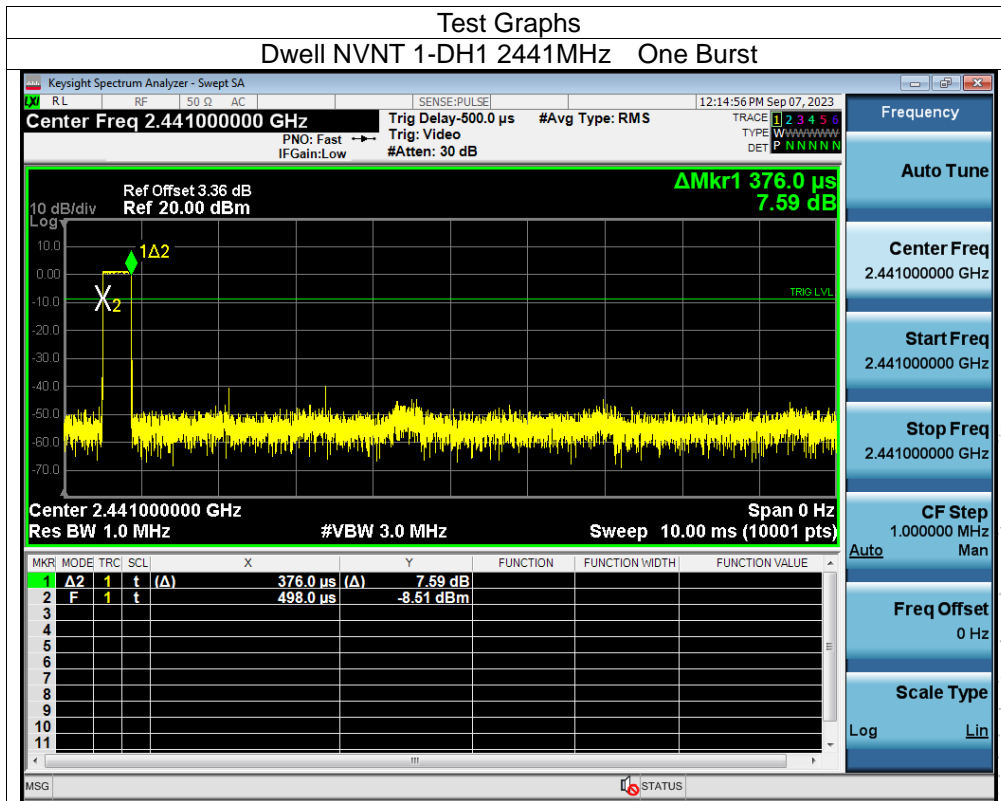 Test Graphs
Dwell NVNT 1-DH1 2441MHz One Burst
Keysight Spectrum Analyzer - Swept SA
LXI RL RF 50 Ω AC SENSE:PULSE 12:14:56 PM Sep 07, 2023
Center Freq 2.441000000 GHz
PNO: Fast
IFGain:Low
Trig Delay-500.0 µs
Trig: Video
#Atten: 30 dB
#Avg Type: RMS
TRACE 1 2 3 4 5 6
TYPE WWWWWW
DET P N N N N N
ΔMkr1 376.0 µs
7.59 dB
Ref Offset 3.36 dB
10 dB/div Ref 20.00 dBm
Log
10.0
0.00
-10.0
-20.0
-30.0
-40.0
-50.0
-60.0
-70.0
1Δ2
X2
TRIG LVL
Center 2.441000000 GHz Span 0 Hz
Res BW 1.0 MHz #VBW 3.0 MHz Sweep 10.00 ms (10001 pts)
MKR MODE TRC SCL X Y FUNCTION FUNCTION WIDTH FUNCTION VALUE
1 Δ2 1 t (Δ) 376.0 µs (Δ) 7.59 dB
2 F 1 t 498.0 µs -8.51 dBm
3
4
5
6
7
8
9
10
11
MSG STATUS
Frequency
Auto Tune
Center Freq
2.441000000 GHz
Start Freq
2.441000000 GHz
Stop Freq
2.441000000 GHz
CF Step
1.000000 MHz
Auto Man
Freq Offset
0 Hz
Scale Type
Log Lin